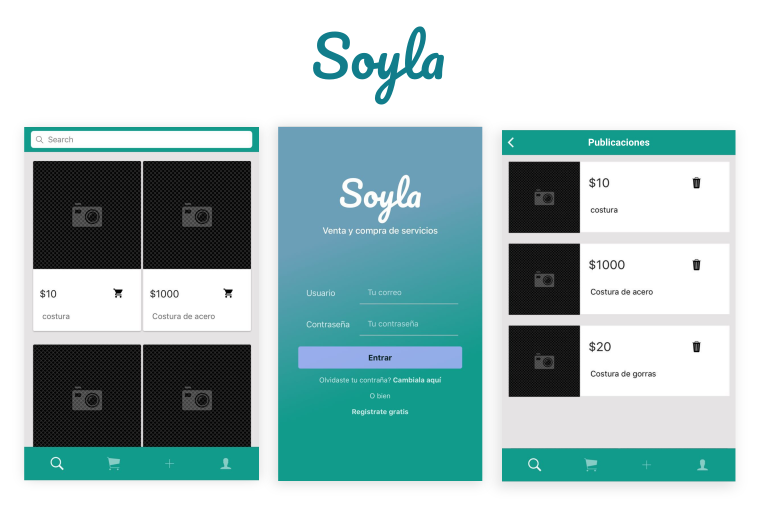 Soyla
Search
$10
$1000
costura
Costura de acero
Soyla
Venta y compra de servicios
Usuario
Tu correo
Contraseña
Tu contraseña
Entrar
Olvidaste tu contraña? Cambiala aquí
O bien
Registrate gratis
Publicaciones
$10
costura
$1000
Costura de acero
$20
Costura de gorras